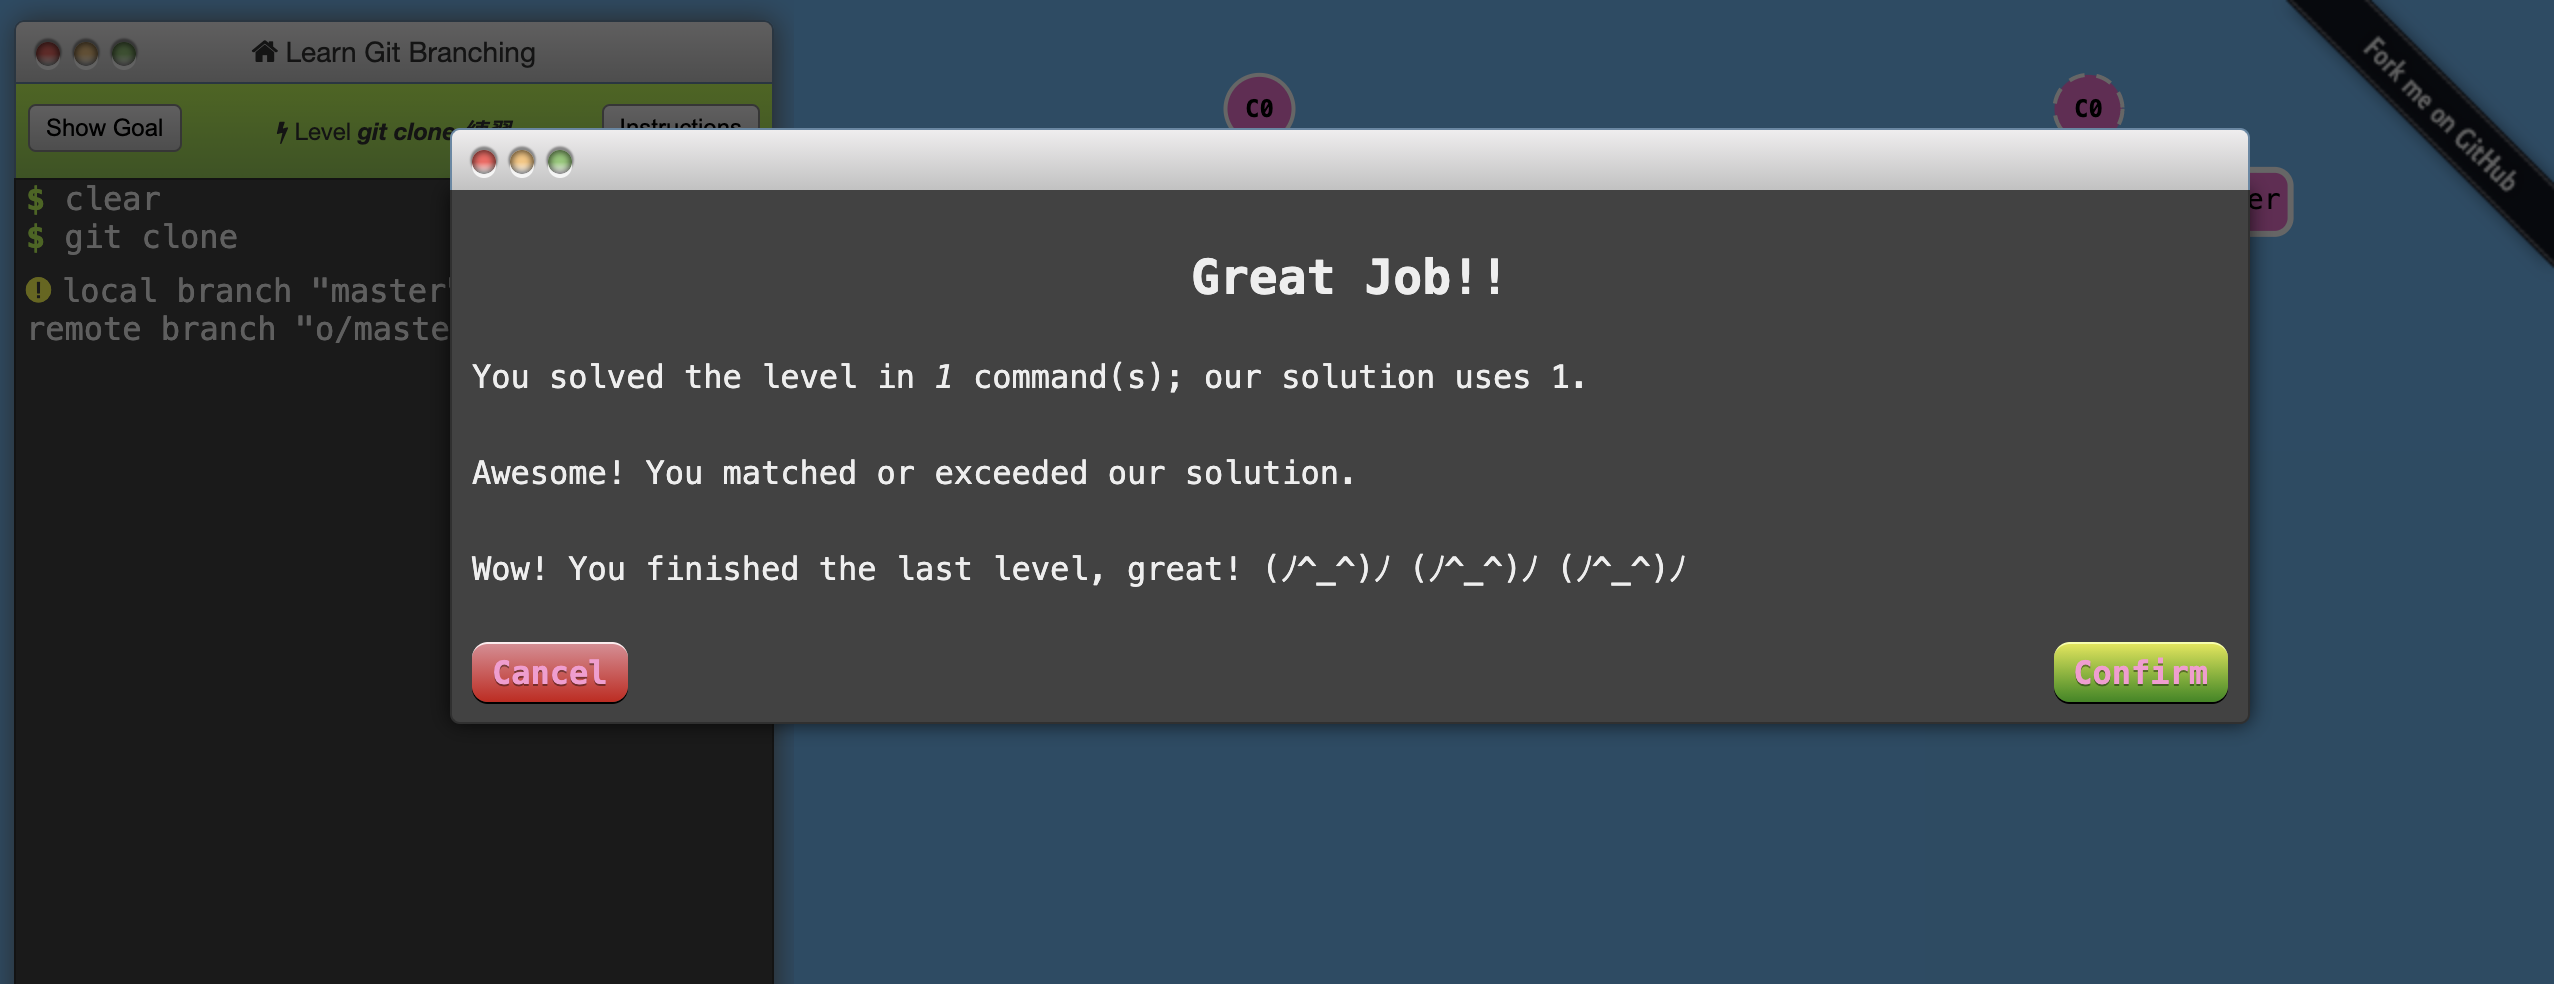 Learn Git Branching
Show Goal
Level git clone 練習
Instructions
$ clear
$ git clone
local branch "master"
remote branch "o/maste
C0
C0
er
Fork me on GitHub
Great Job!!
You solved the level in 1 command(s); our solution uses 1.
Awesome! You matched or exceeded our solution.
Wow! You finished the last level, great! (ﾉ^_^)ﾉ (ﾉ^_^)ﾉ (ﾉ^_^)ﾉ
Cancel
Confirm